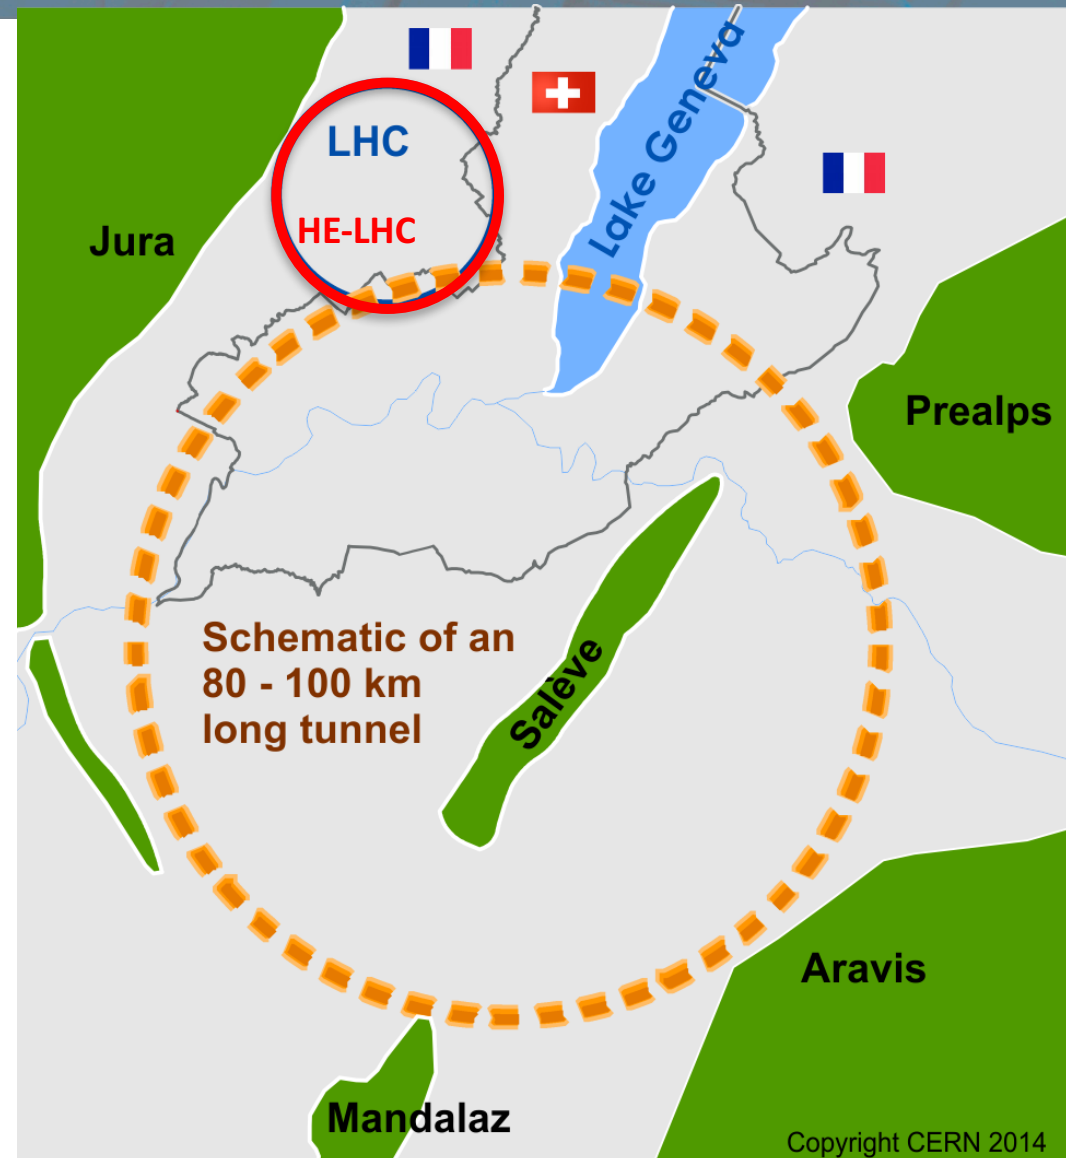 LHC
HE-LHC
Lake Geneva
Jura
Prealps
Schematic of an
80 - 100 km
long tunnel
Salève
Aravis
Mandalaz
Copyright CERN 2014